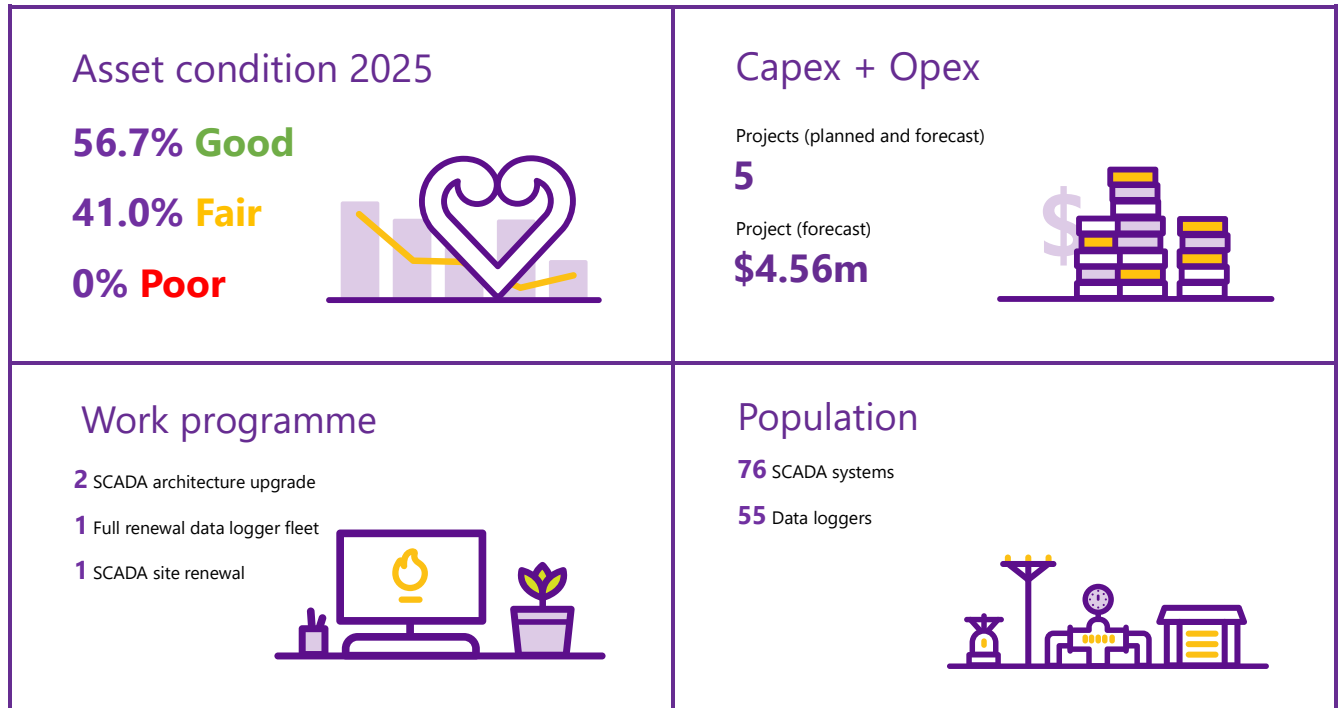 Asset condition 2025
56.7% Good
41.0% Fair
0% Poor
Capex + Opex
Projects (planned and forecast)
5
Project (forecast)
$4.56m
$
Work programme
2 SCADA architecture upgrade
1 Full renewal data logger fleet
1 SCADA site renewal
Population
76 SCADA systems
55 Data loggers